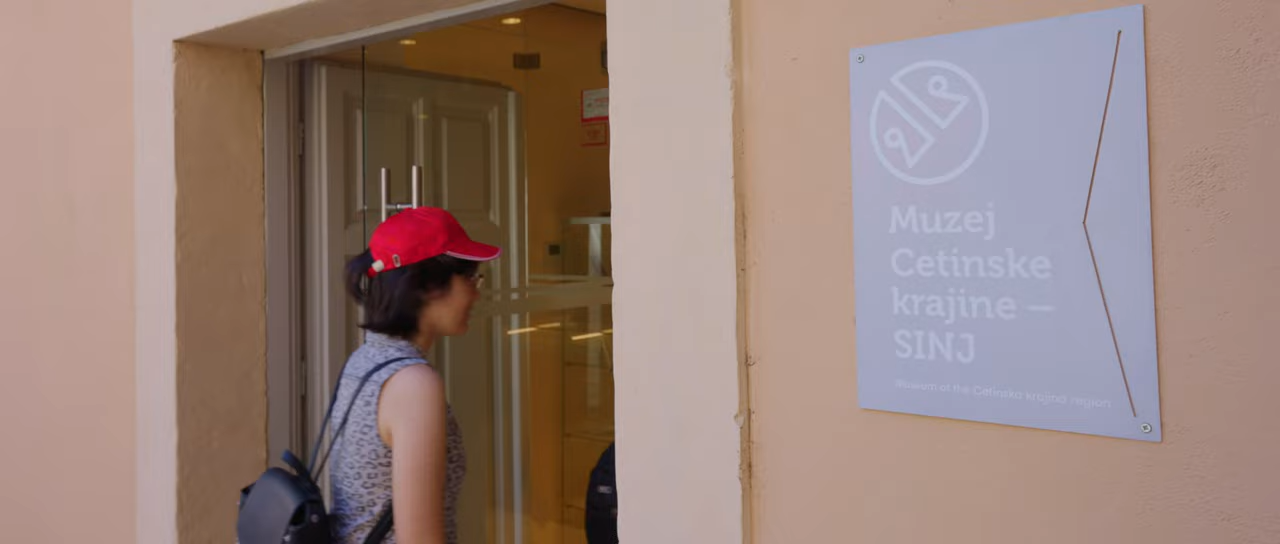 Muzej
Cetinske
krajine –
SINJ
Museum of the Cetinska krajina region